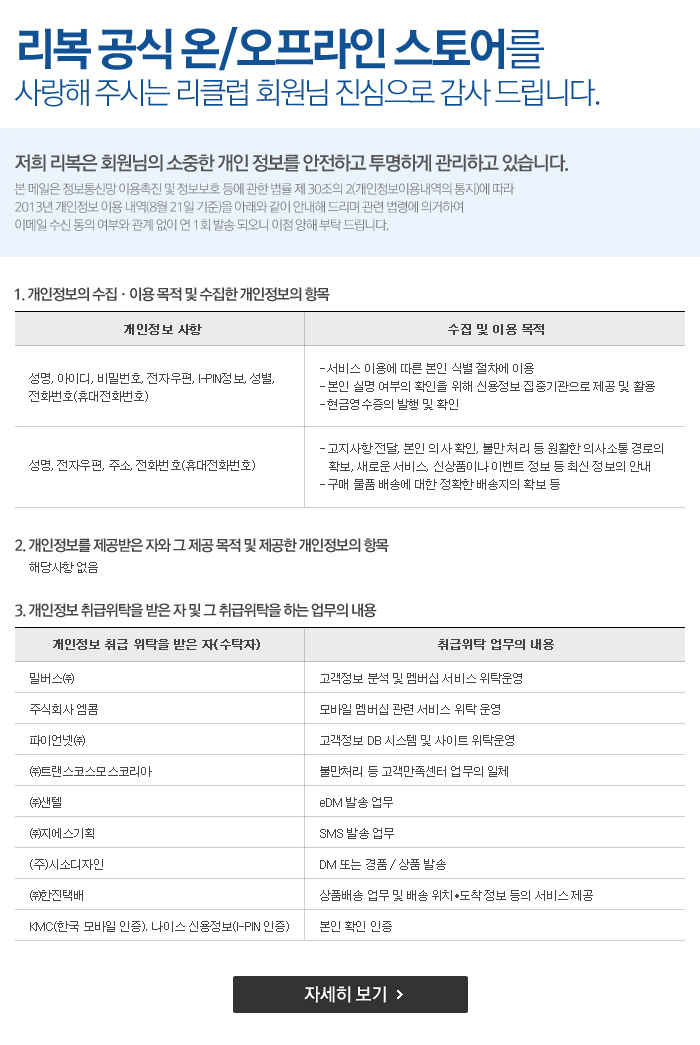 리복 공식 온/오프라인 스토어를
사랑해 주시는 리클럽 회원님 진심으로 감사 드립니다.
저희 리복은 회원님의 소중한 개인 정보를 안전하고 투명하게 관리하고 있습니다.
본 메일은 정보통신망 이용촉진 및 정보보호 등에 관한 법률 제 30조의 2(개인정보이용내역의 통지)에 따라
2013년 개인정보 이용 내역(8월 21일 기준)을 아래와 같이 안내해 드리며 관련 법령에 의거하여
이메일 수신 동의 여부와 관계 없이 연 1회 발송 되오니 이점 양해 부탁 드립니다.
1. 개인정보의 수집 · 이용 목적 및 수집한 개인정보의 항목
개인정보 사항
수집 및 이용 목적
성명, 아이디, 비밀번호, 전자우편, I-PIN정보, 성별,
전화번호(휴대전화번호)
- 서비스 이용에 따른 본인 식별 절차에 이용
- 본인 실명 여부의 확인을 위해 신용정보 집중기관으로 제공 및 활용
- 현금영수증의 발행 및 확인
성명, 전자우편, 주소, 전화번호(휴대전화번호)
- 고지사항 전달, 본인 의사 확인, 불만 처리 등 원활한 의사소통 경로의
확보, 새로운 서비스, 신상품이나 이벤트 정보 등 최신 정보의 안내
- 구매 물품 배송에 대한 정확한 배송지의 확보 등
2. 개인정보를 제공받은 자와 그 제공 목적 및 제공한 개인정보의 항목
해당사항 없음
3. 개인정보 취급위탁을 받은 자 및 그 취급위탁을 하는 업무의 내용
개인정보 취급 위탁을 받은 자(수탁자)
취급위탁 업무의 내용
밀버스㈜
고객정보 분석 및 멤버십 서비스 위탁운영
주식회사 엠콤
모바일 멤버십 관련 서비스 위탁 운영
파이언넷㈜
고객정보 DB 시스템 및 사이트 위탁운영
㈜트랜스코스모스코리아
불만처리 등 고객만족센터 업무의 일체
㈜샌텔
eDM 발송 업무
㈜지에스기획
SMS 발송 업무
(주)시소디자인
DM 또는 경품 / 상품 발송
㈜한진택배
상품배송 업무 및 배송 위치•도착 정보 등의 서비스 제공
KMC(한국 모바일 인증). 나이스 신용정보(I-PIN 인증)
본인 확인 인증
자세히 보기 >